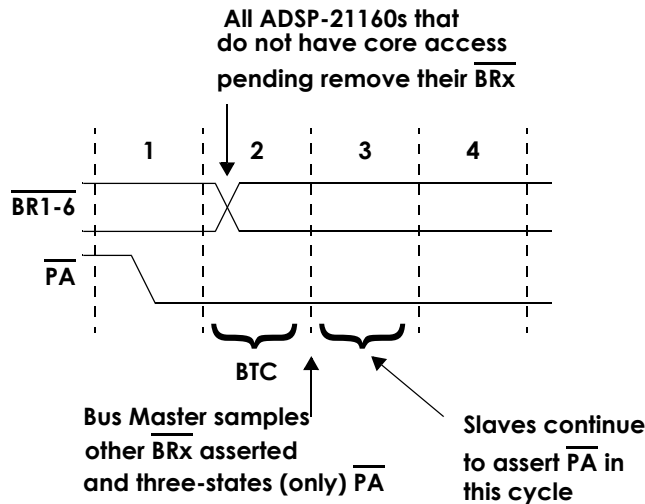 All ADSP-21160s that
do not have core access
pending remove their BRx
1 2 3 4
BR1-6
PA
BTC
Bus Master samples
other BRx asserted
and three-states (only) PA
Slaves continue
to assert PA in
this cycle